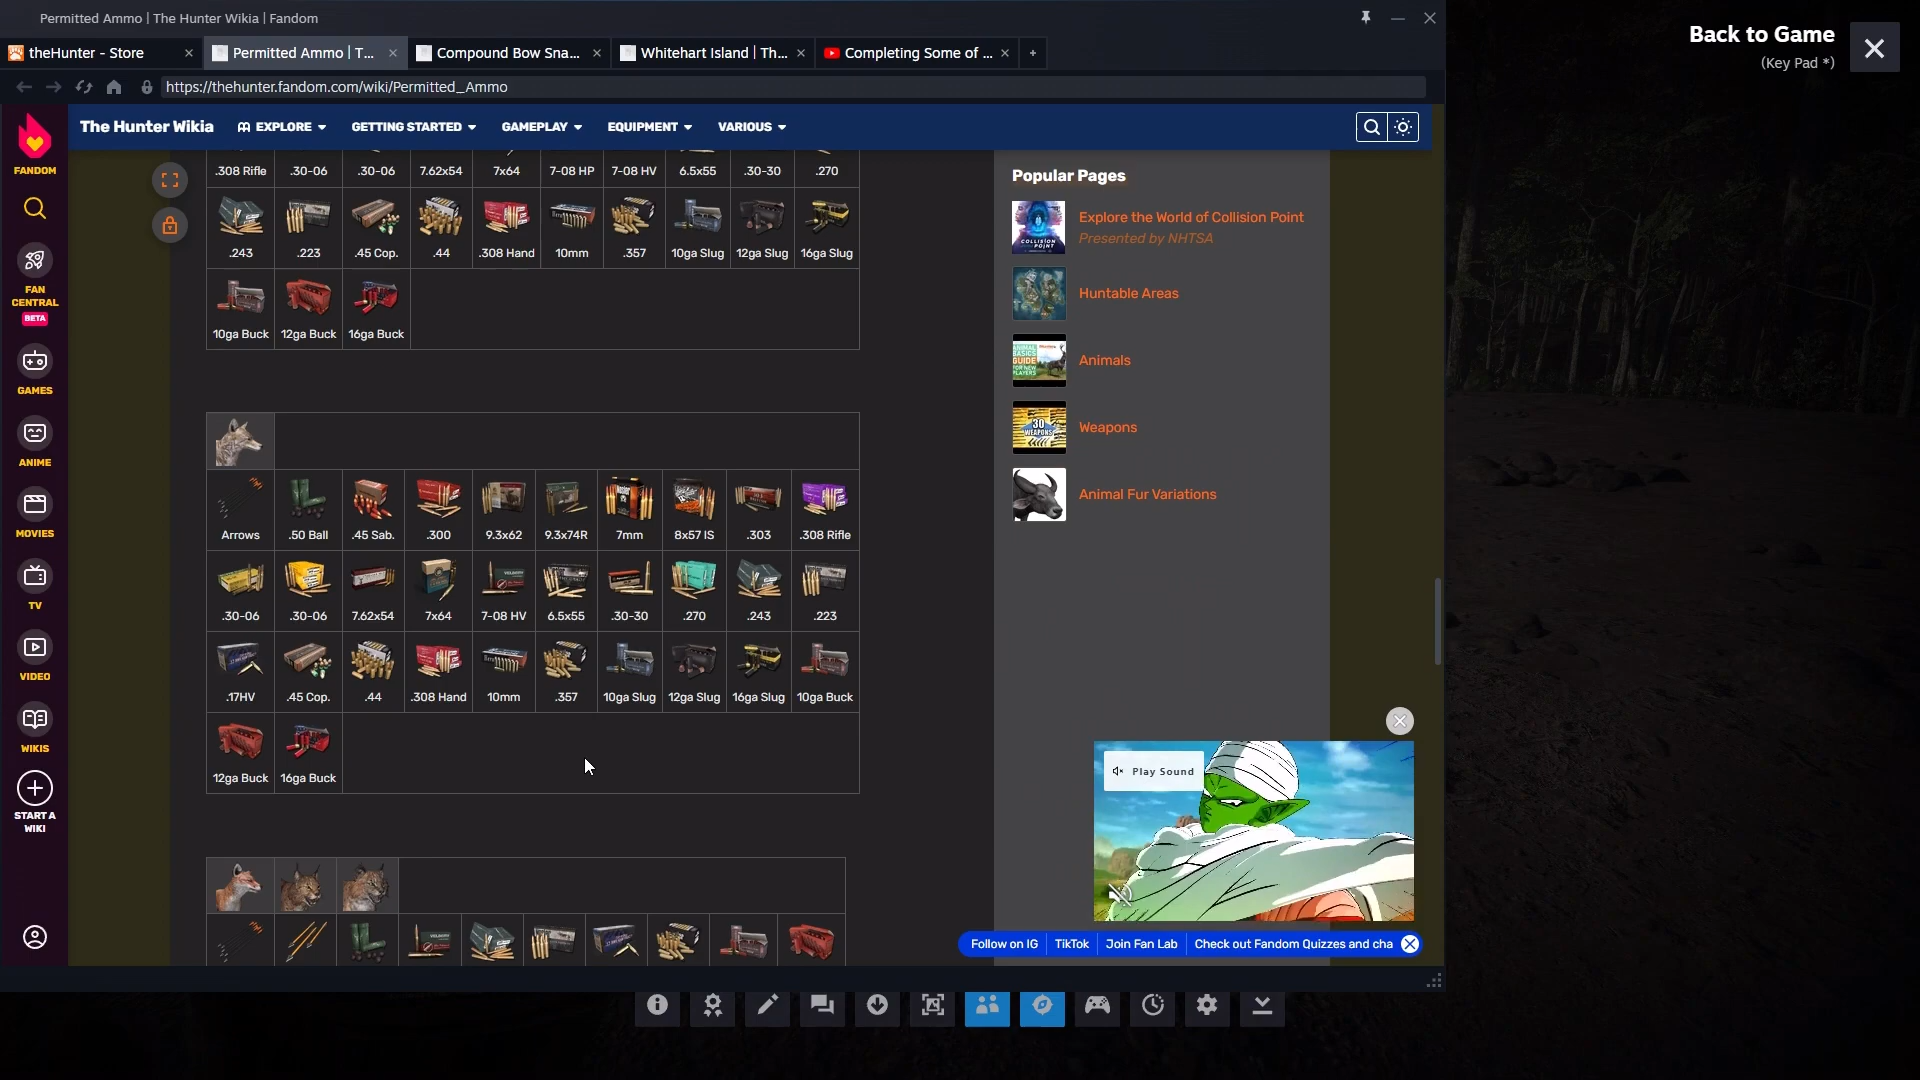 Permitted Ammo | The Hunter Wikia | Fandom
Back to Game
(Key Pad *)
theHunter - Store
Permitted Ammo | T...
Compound Bow Sna...
Whitehart Island | Th...
Completing Some of ...
https://thehunter.fandom.com/wiki/Permitted_Ammo
The Hunter Wikia EXPLORE GETTING STARTED GAMEPLAY EQUIPMENT VARIOUS
FANDOM
FAN CENTRAL
BETA
GAMES
ANIME
MOVIES
TV
VIDEO
WIKIS
START A WIKI
.308 Rifle .30-06 .30-06 7.62x54 7x64 7-08 HP 7-08 HV 6.5x55 .30-30 .270
.243 .223 .45 Cop. .44 .308 Hand 10mm .357 10ga Slug 12ga Slug 16ga Slug
10ga Buck 12ga Buck 16ga Buck
Arrows .50 Ball .45 Sab. .300 9.3x62 9.3x74R 7mm 8x57 IS .303 .308 Rifle
.30-06 .30-06 7.62x54 7x64 7-08 HV 6.5x55 .30-30 .270 .243 .223
.17HV .45 Cop. .44 .308 Hand 10mm .357 10ga Slug 12ga Slug 16ga Slug 10ga Buck
12ga Buck 16ga Buck
Popular Pages
Explore the World of Collision Point
Presented by NHTSA
Huntable Areas
Animals
Weapons
Animal Fur Variations
Play Sound
Follow on IG TikTok Join Fan Lab Check out Fandom Quizzes and cha